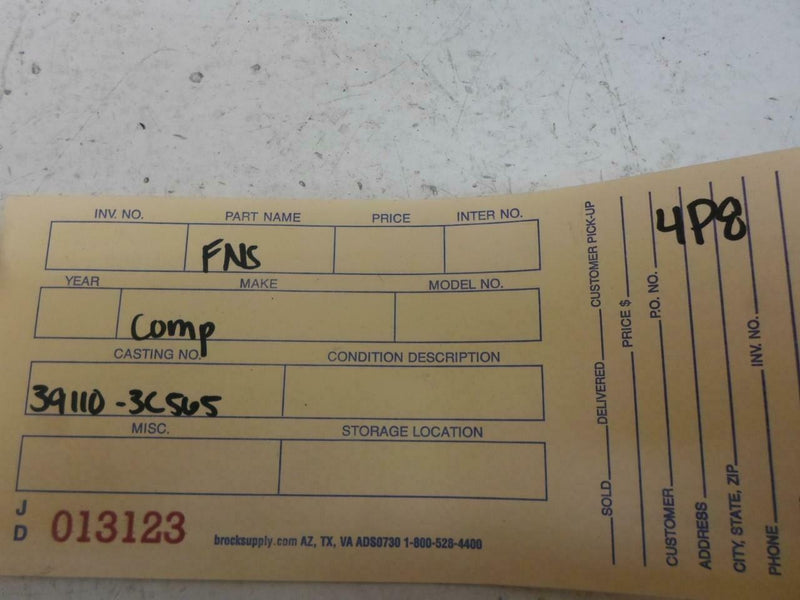 INV. NO. PART NAME PRICE INTER NO.
FNS
YEAR MAKE MODEL NO.
Comp
CASTING NO. CONDITION DESCRIPTION
39110-3C565
MISC. STORAGE LOCATION
J
D 013123
brocksupply.com AZ, TX, VA ADS0730 1-800-528-4400
SOLD DELIVERED CUSTOMER PICK-UP
PRICE $
P.O. NO.
4P8
CUSTOMER
ADDRESS
CITY, STATE, ZIP
INV. NO.
PHONE